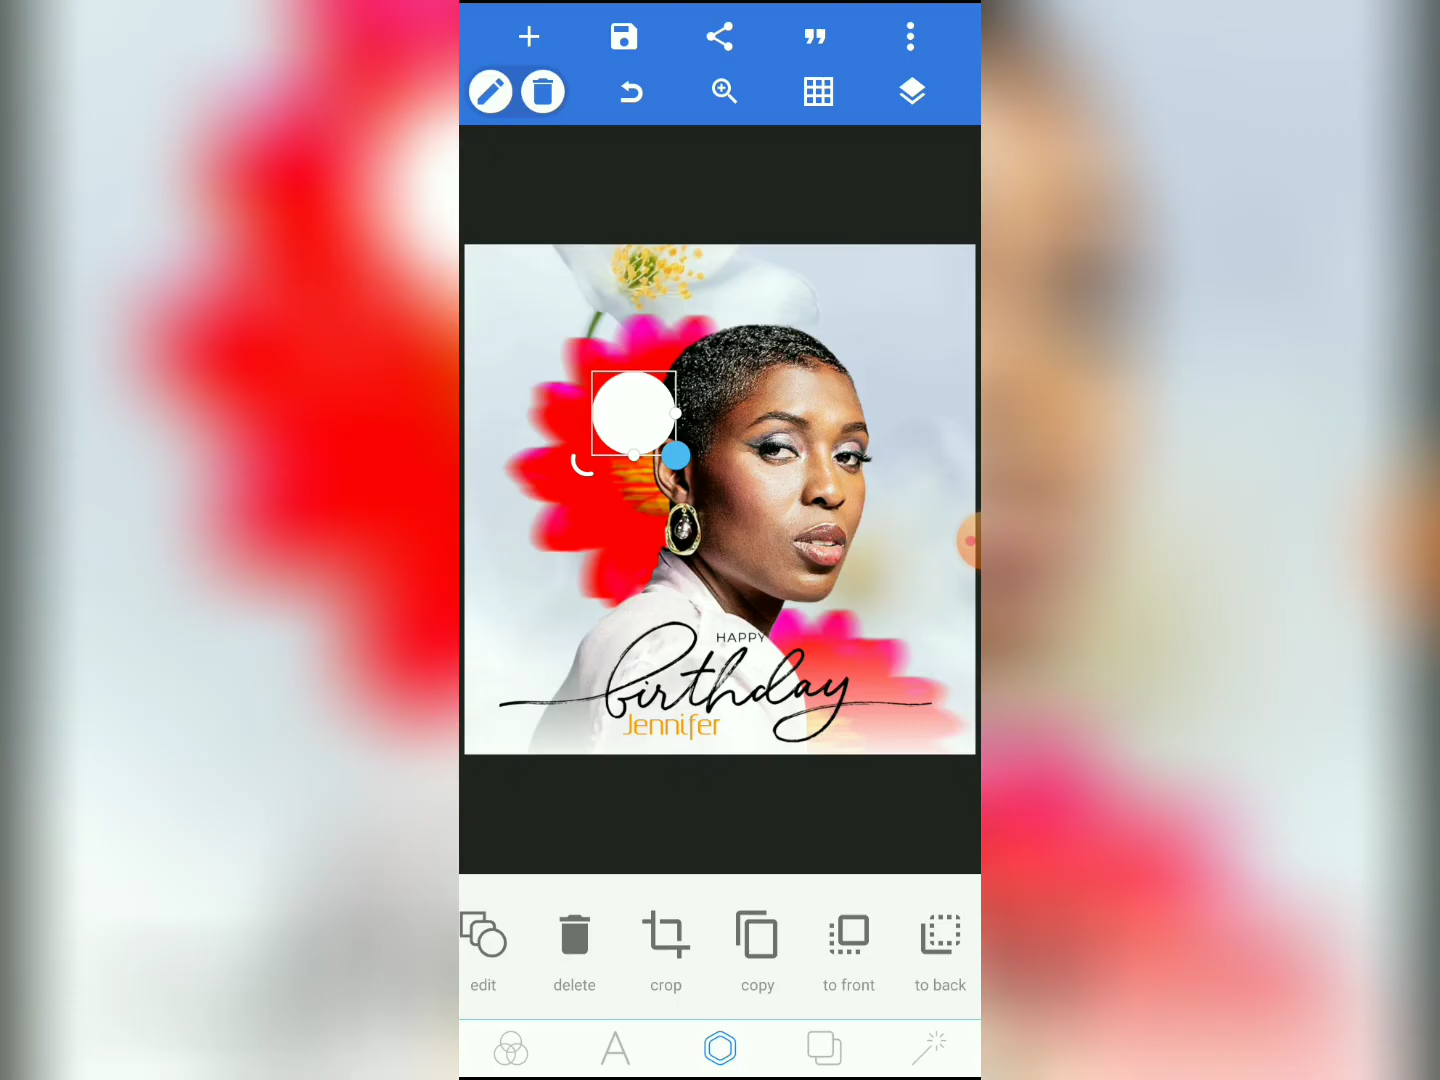 HAPPY
birthday
Jennifer
edit
delete
crop
copy
to front
to back